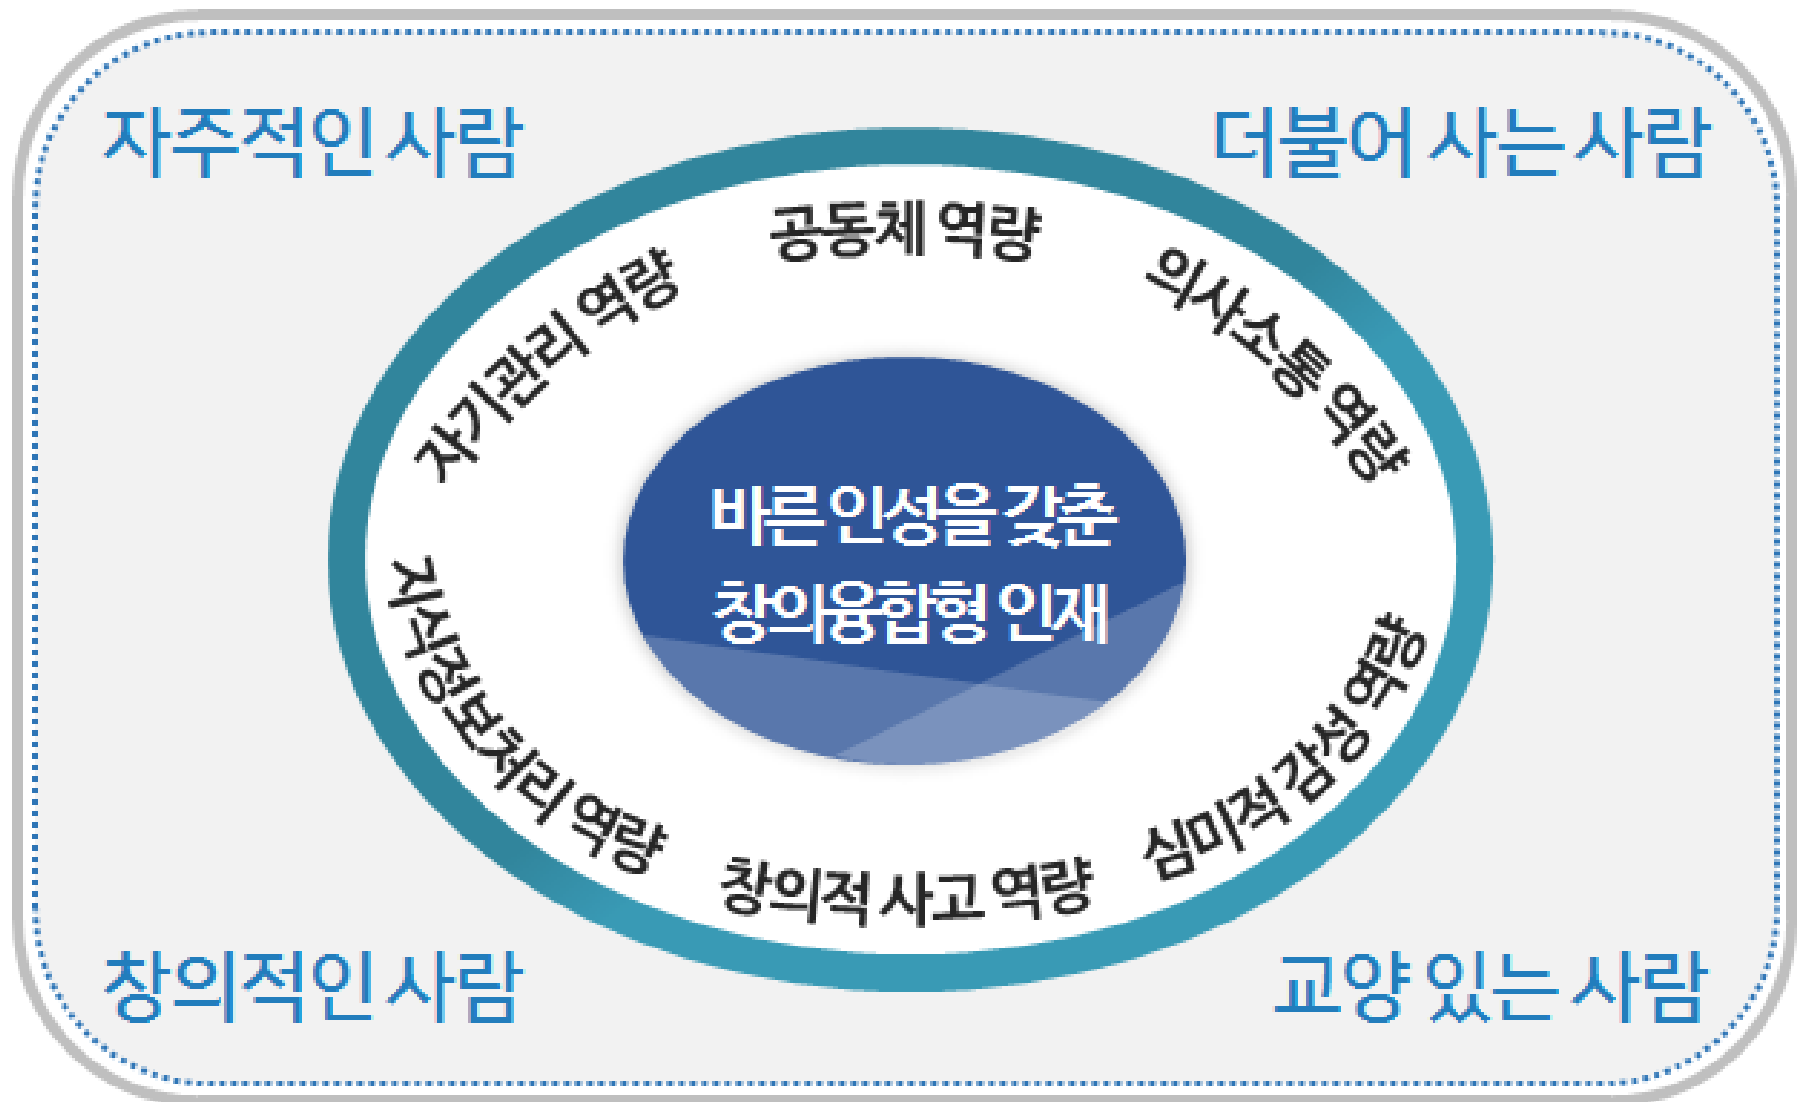 자주적인 사람
더불어 사는 사람
공동체 역량
자기관리 역량
의사소통 역량
바른 인성을 갖춘
창의융합형 인재
지식정보처리 역량
심미적 감성 역량
창의적 사고 역량
창의적인 사람
교양 있는 사람